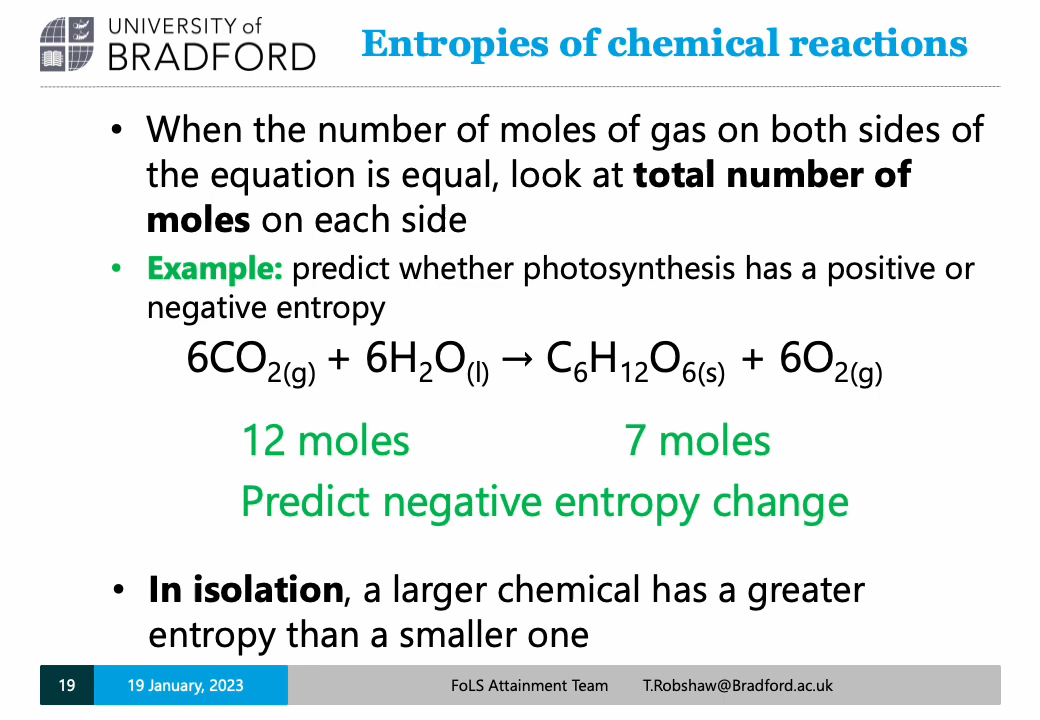 UNIVERSITY of
BRADFORD
Entropies of chemical reactions
• When the number of moles of gas on both sides of
the equation is equal, look at total number of
moles on each side
• Example: predict whether photosynthesis has a positive or
negative entropy
6CO₂(g) + 6H₂O(l) → C₆H₁₂O₆(s) + 6O₂(g)
12 moles 7 moles
Predict negative entropy change
• In isolation, a larger chemical has a greater
entropy than a smaller one
19 19 January, 2023 FoLS Attainment Team T.Robshaw@Bradford.ac.uk